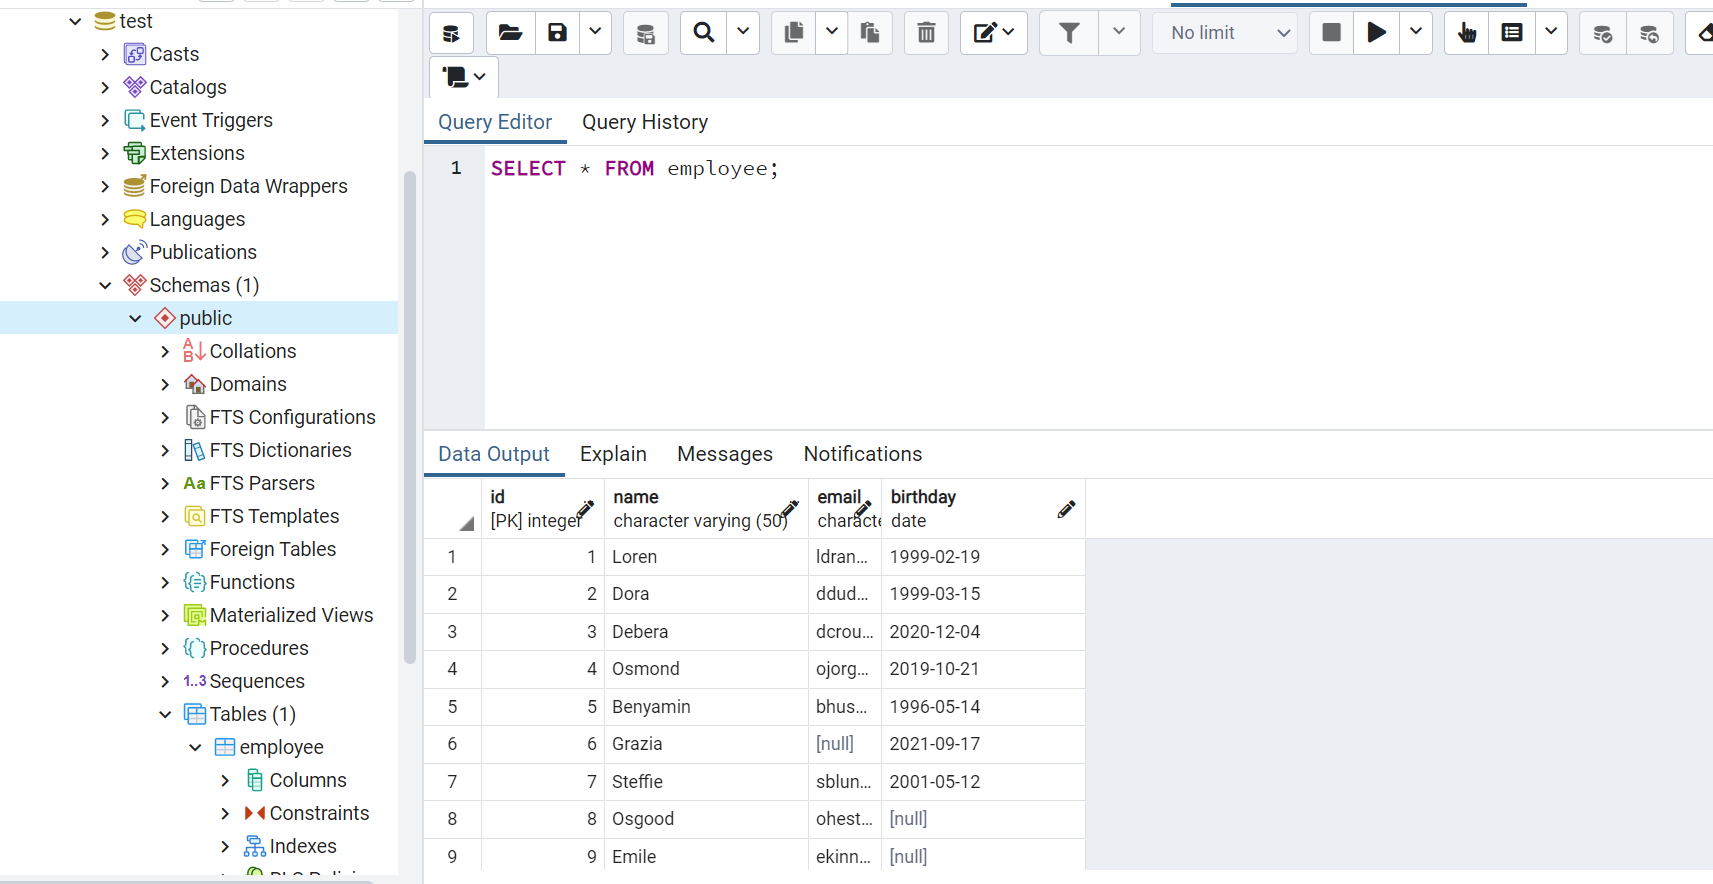 test
Casts
Catalogs
Event Triggers
Extensions
Foreign Data Wrappers
Languages
Publications
Schemas (1)
public
Collations
Domains
FTS Configurations
FTS Dictionaries
Aa FTS Parsers
FTS Templates
Foreign Tables
Functions
Materialized Views
Procedures
1..3 Sequences
Tables (1)
employee
Columns
Constraints
Indexes
No limit
Query Editor Query History
1 SELECT * FROM employee;
Data Output Explain Messages Notifications
id name email birthday
[PK] integer character varying (50) characte date
1 1 Loren ldran... 1999-02-19
2 2 Dora ddud... 1999-03-15
3 3 Debera dcrou... 2020-12-04
4 4 Osmond ojorg... 2019-10-21
5 5 Benyamin bhus... 1996-05-14
6 6 Grazia [null] 2021-09-17
7 7 Steffie sblun... 2001-05-12
8 8 Osgood ohest... [null]
9 9 Emile ekinn... [null]